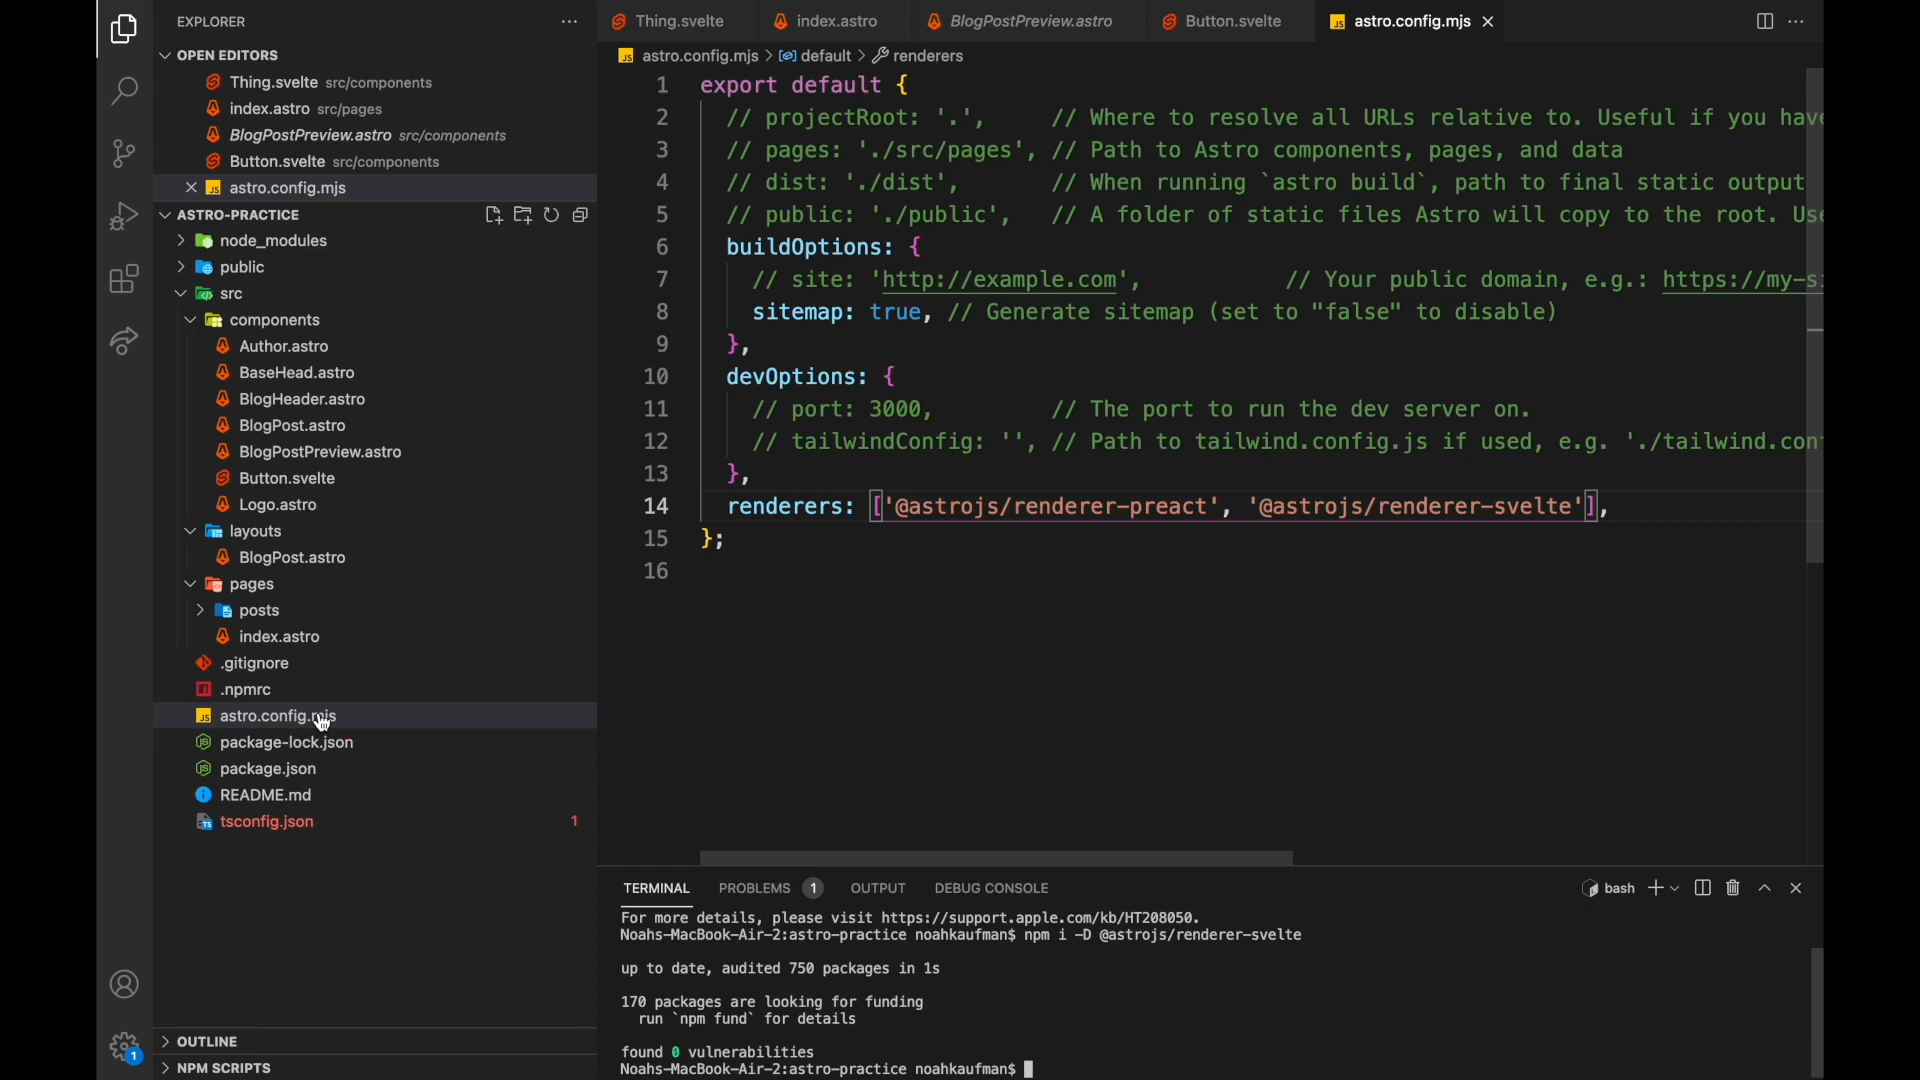 EXPLORER
OPEN EDITORS
Thing.svelte src/components
index.astro src/pages
BlogPostPreview.astro src/components
Button.svelte src/components
astro.config.mjs
ASTRO-PRACTICE
node_modules
public
src
components
Author.astro
BaseHead.astro
BlogHeader.astro
BlogPost.astro
BlogPostPreview.astro
Button.svelte
Logo.astro
layouts
BlogPost.astro
pages
posts
index.astro
.gitignore
.npmrc
astro.config.mjs
package-lock.json
package.json
README.md
tsconfig.json 1
OUTLINE
NPM SCRIPTS
1
Thing.svelte index.astro BlogPostPreview.astro Button.svelte astro.config.mjs
astro.config.mjs > default > renderers
1 export default {
2 // projectRoot: '.', // Where to resolve all URLs relative to. Useful if you have
3 // pages: './src/pages', // Path to Astro components, pages, and data
4 // dist: './dist', // When running `astro build`, path to final static output
5 // public: './public', // A folder of static files Astro will copy to the root. Use
6 buildOptions: {
7 // site: 'http://example.com', // Your public domain, e.g.: https://my-si
8 sitemap: true, // Generate sitemap (set to "false" to disable)
9 },
10 devOptions: {
11 // port: 3000, // The port to run the dev server on.
12 // tailwindConfig: '', // Path to tailwind.config.js if used, e.g. './tailwind.con
13 },
14 renderers: ['@astrojs/renderer-preact', '@astrojs/renderer-svelte'],
15 };
16
TERMINAL PROBLEMS 1 OUTPUT DEBUG CONSOLE bash
For more details, please visit https://support.apple.com/kb/HT208050.
Noahs-MacBook-Air-2:astro-practice noahkaufman$ npm i -D @astrojs/renderer-svelte
up to date, audited 750 packages in 1s
170 packages are looking for funding
run `npm fund` for details
found 0 vulnerabilities
Noahs-MacBook-Air-2:astro-practice noahkaufman$